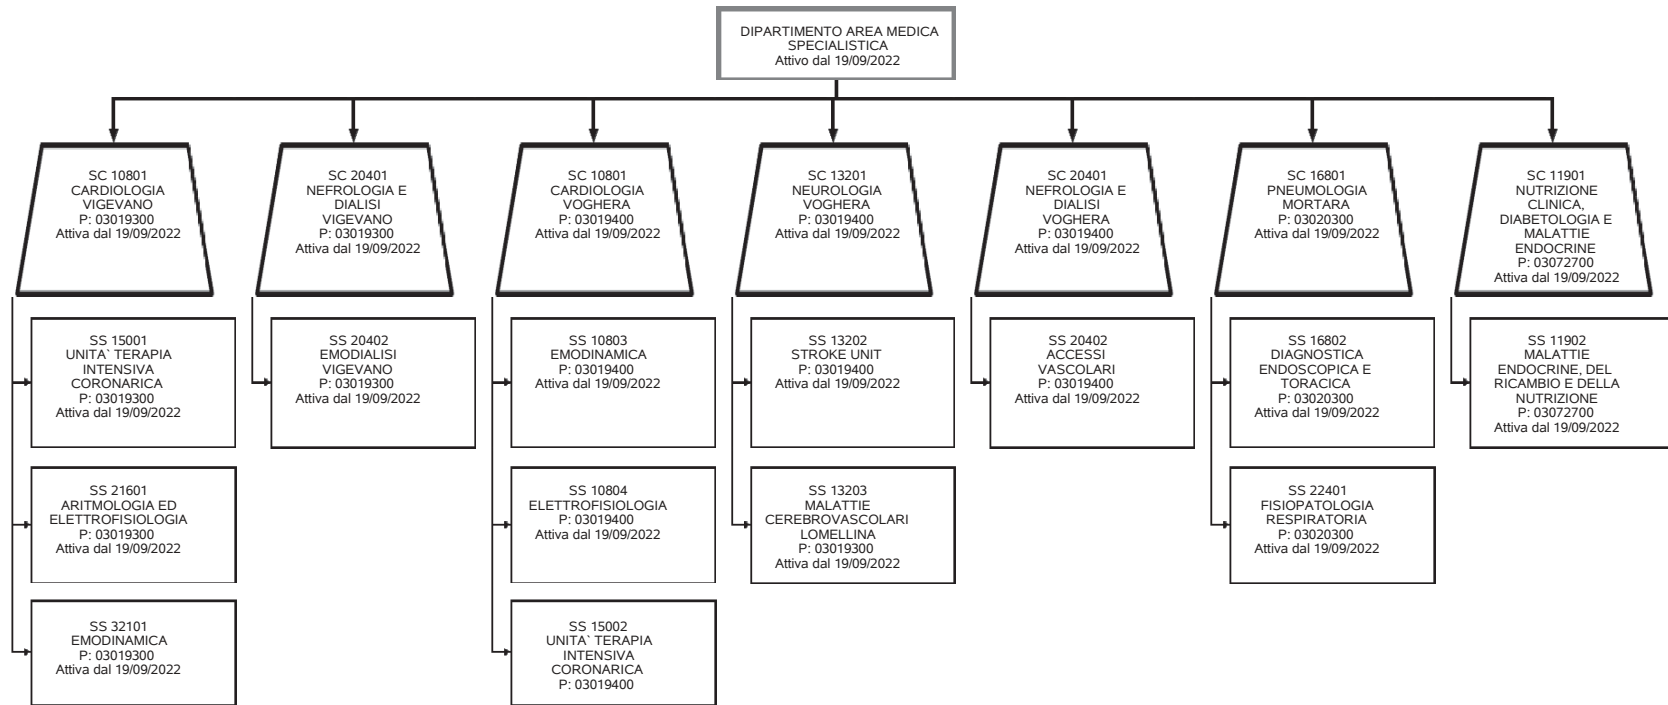 DIPARTIMENTO AREA MEDICA
SPECIALISTICA
Attivo dal 19/09/2022
SC 10801
CARDIOLOGIA
VIGEVANO
P: 03019300
Attiva dal 19/09/2022
SC 20401
NEFROLOGIA E
DIALISI
VIGEVANO
P: 03019300
Attiva dal 19/09/2022
SC 10801
CARDIOLOGIA
VOGHERA
P: 03019400
Attiva dal 19/09/2022
SC 13201
NEUROLOGIA
VOGHERA
P: 03019400
Attiva dal 19/09/2022
SC 20401
NEFROLOGIA E
DIALISI
VOGHERA
P: 03019400
Attiva dal 19/09/2022
SC 16801
PNEUMOLOGIA
MORTARA
P: 03020300
Attiva dal 19/09/2022
SC 11901
NUTRIZIONE
CLINICA,
DIABETOLOGIA E
MALATTIE
ENDOCRINE
P: 03072700
Attiva dal 19/09/2022
SS 15001
UNITA` TERAPIA
INTENSIVA
CORONARICA
P: 03019300
Attiva dal 19/09/2022
SS 20402
EMODIALISI
VIGEVANO
P: 03019300
Attiva dal 19/09/2022
SS 10803
EMODINAMICA
P: 03019400
Attiva dal 19/09/2022
SS 13202
STROKE UNIT
P: 03019400
Attiva dal 19/09/2022
SS 20402
ACCESSI
VASCOLARI
P: 03019400
Attiva dal 19/09/2022
SS 16802
DIAGNOSTICA
ENDOSCOPICA E
TORACICA
P: 03020300
Attiva dal 19/09/2022
SS 11902
MALATTIE
ENDOCRINE, DEL
RICAMBIO E DELLA
NUTRIZIONE
P: 03072700
Attiva dal 19/09/2022
SS 21601
ARITMOLOGIA ED
ELETTROFISIOLOGIA
P: 03019300
Attiva dal 19/09/2022
SS 10804
ELETTROFISIOLOGIA
P: 03019400
Attiva dal 19/09/2022
SS 13203
MALATTIE
CEREBROVASCOLARI
LOMELLINA
P: 03019300
Attiva dal 19/09/2022
SS 22401
FISIOPATOLOGIA
RESPIRATORIA
P: 03020300
Attiva dal 19/09/2022
SS 32101
EMODINAMICA
P: 03019300
Attiva dal 19/09/2022
SS 15002
UNITA` TERAPIA
INTENSIVA
CORONARICA
P: 03019400